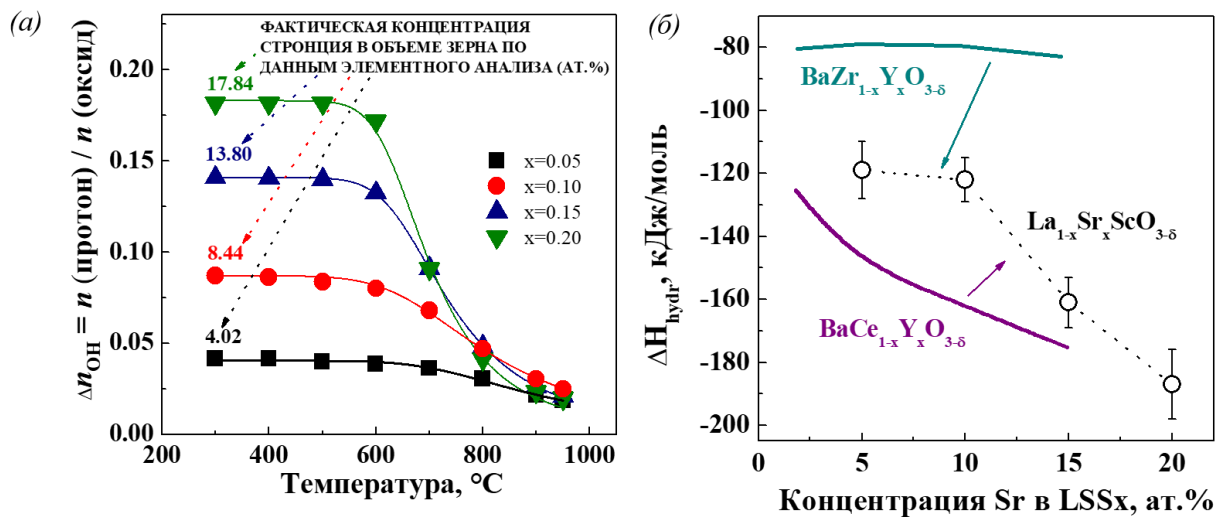 (а)
ФАКТИЧЕСКАЯ КОНЦЕНТРАЦИЯ
СТРОНЦИЯ В ОБЪЕМЕ ЗЕРНА ПО
ДАННЫМ ЭЛЕМЕНТНОГО АНАЛИЗА (АТ.%)
17.84
13.80
8.44
4.02
x=0.05
x=0.10
x=0.15
x=0.20
0.20
0.15
0.10
0.05
0.00
200 400 600 800 1000
Температура, °C
Δn_OH = n (протон) / n (оксид)
(б)
-80
-100
-120
-140
-160
-180
-200
BaZr₁₋ₓYₓO₃₋δ
La₁₋ₓSrₓScO₃₋δ
BaCe₁₋ₓYₓO₃₋δ
0 5 10 15 20
Концентрация Sr в LSSx, ат.%
ΔH_hydr, кДж/моль